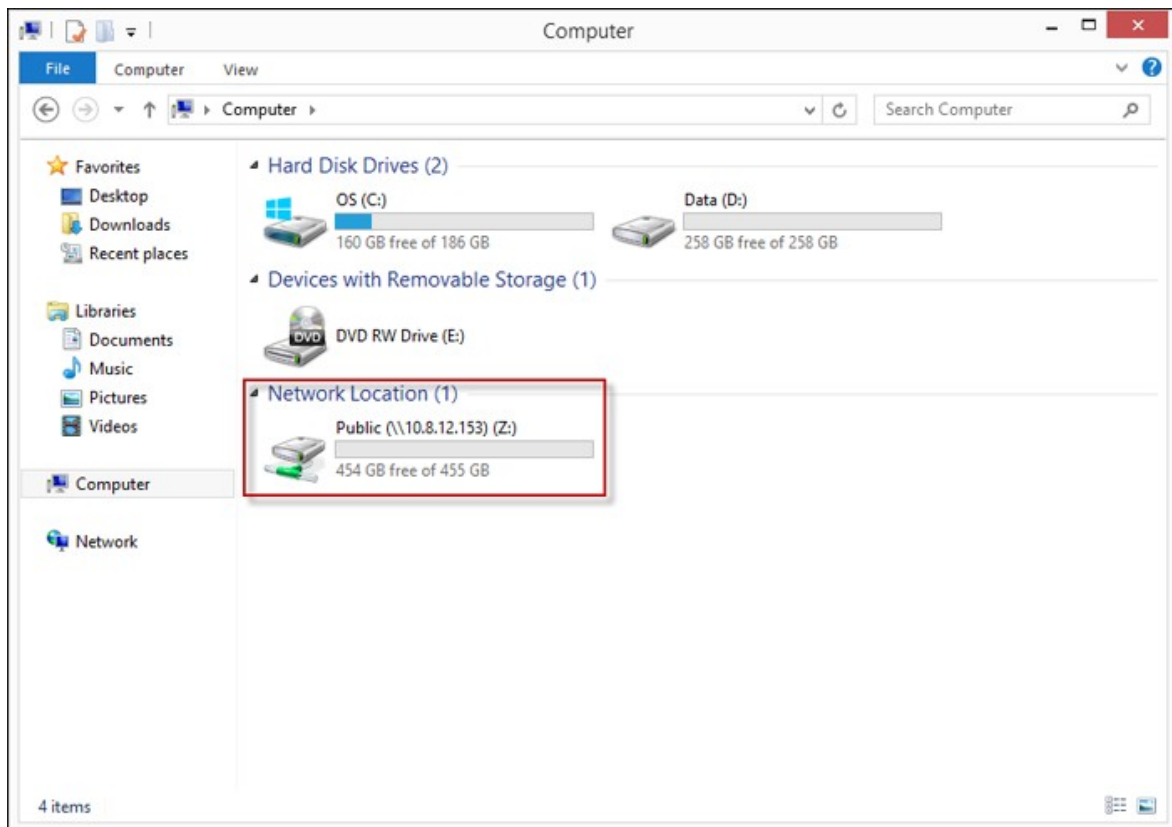 Computer
File Computer View
Computer Search Computer
Favorites
Desktop
Downloads
Recent places
Libraries
Documents
Music
Pictures
Videos
Computer
Network
Hard Disk Drives (2)
OS (C:)
160 GB free of 186 GB
Data (D:)
258 GB free of 258 GB
Devices with Removable Storage (1)
DVD
DVD RW Drive (E:)
Network Location (1)
Public (\\10.8.12.153) (Z:)
454 GB free of 455 GB
4 items